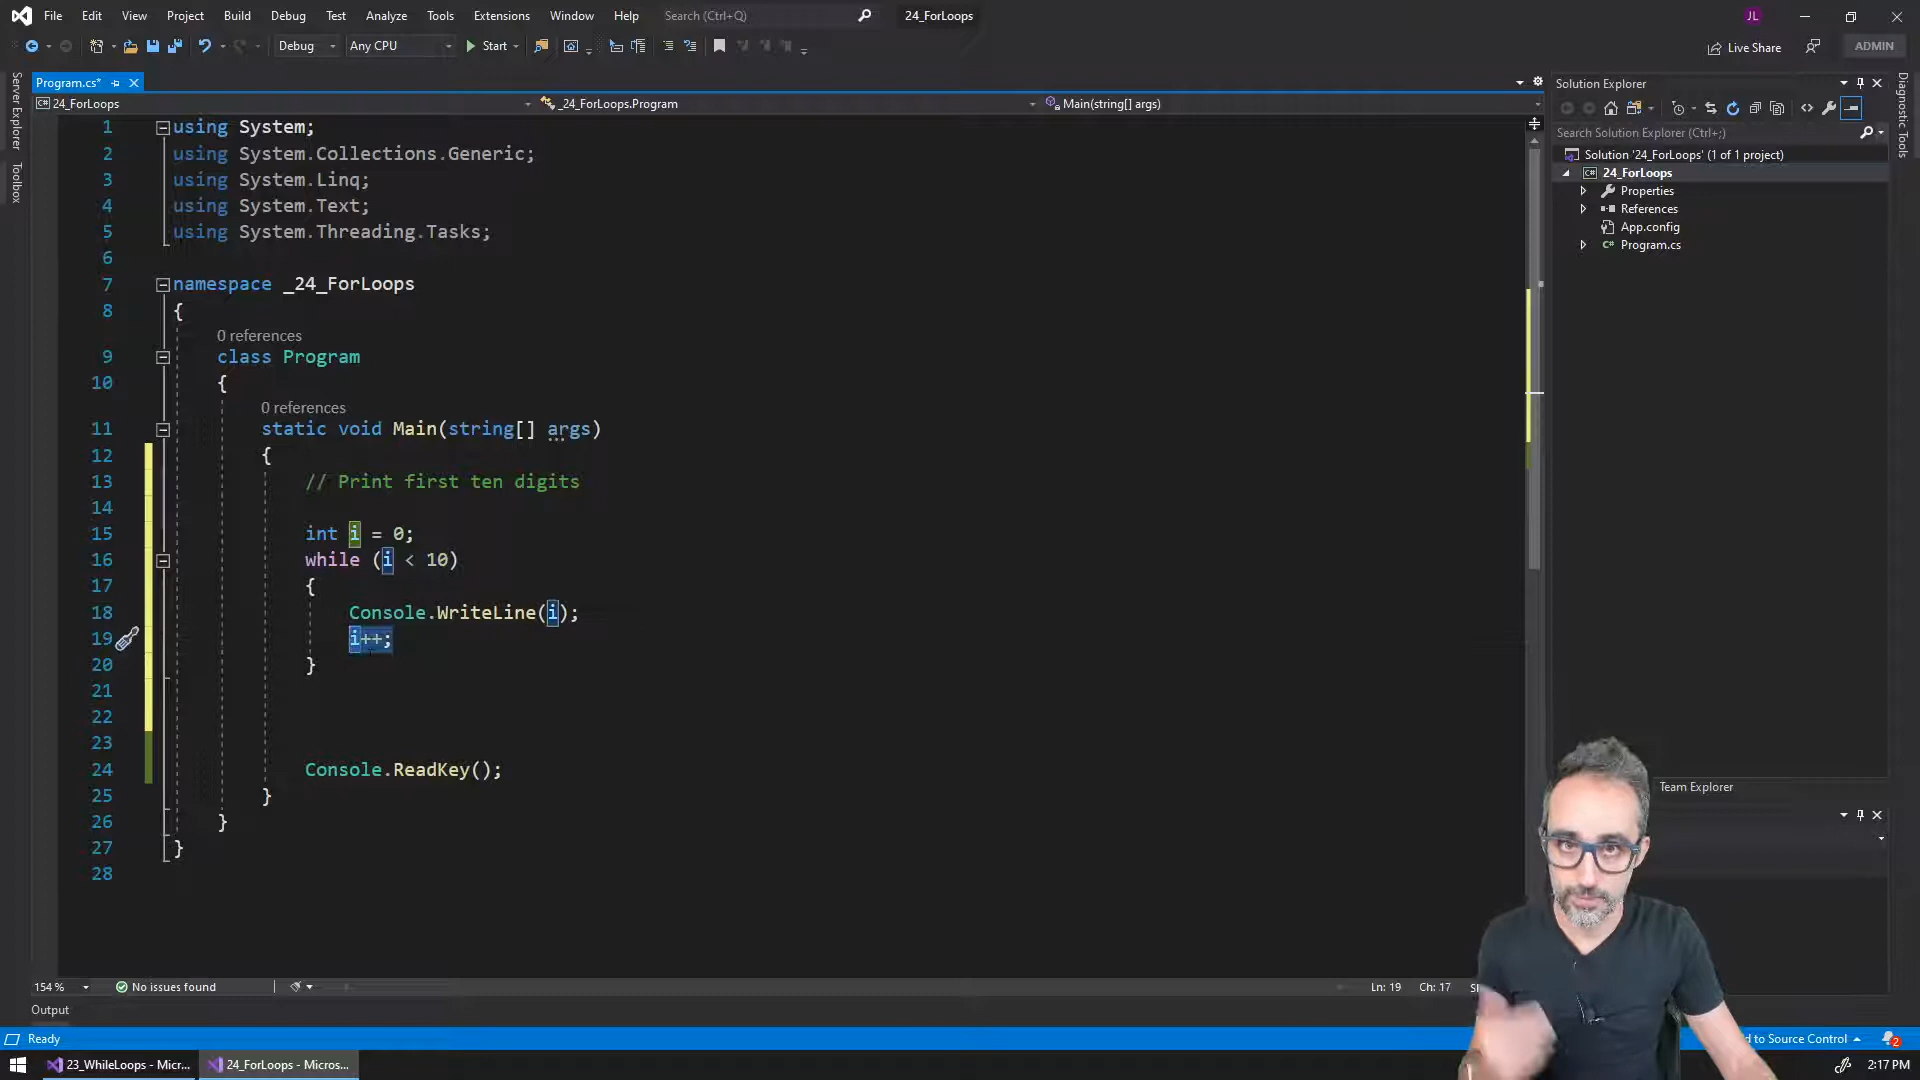 File Edit View Project Build Debug Test Analyze Tools Extensions Window Help Search (Ctrl+Q) 24_ForLoops JL
Debug Any CPU Start Live Share ADMIN
Server Explorer
Toolbox
Program.cs*
24_ForLoops _24_ForLoops.Program Main(string[] args)
1 using System;
2 using System.Collections.Generic;
3 using System.Linq;
4 using System.Text;
5 using System.Threading.Tasks;
6
7 namespace _24_ForLoops
8 {
0 references
9 class Program
10 {
0 references
11 static void Main(string[] args)
12 {
13 // Print first ten digits
14
15 int i = 0;
16 while (i < 10)
17 {
18 Console.WriteLine(i);
19 i++;
20 }
21
22
23
24 Console.ReadKey();
25 }
26 }
27 }
28
Solution Explorer
Search Solution Explorer (Ctrl+;)
Solution '24_ForLoops' (1 of 1 project)
C# 24_ForLoops
Properties
References
App.config
C# Program.cs
Team Explorer
Diagnostic Tools
154 % No issues found Ln: 19 Ch: 17
Output
Ready d to Source Control 2
23_WhileLoops - Micr... 24_ForLoops - Micros... 2:17 PM